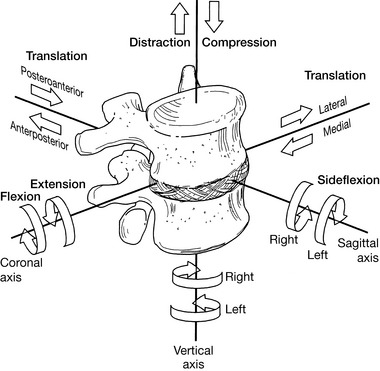 Distraction
Compression
Translation
Posteroanterior
Anterposterior
Translation
Lateral
Medial
Extension
Flexion
Coronal
axis
Sideflexion
Right
Left
Sagittal
axis
Right
Left
Vertical
axis